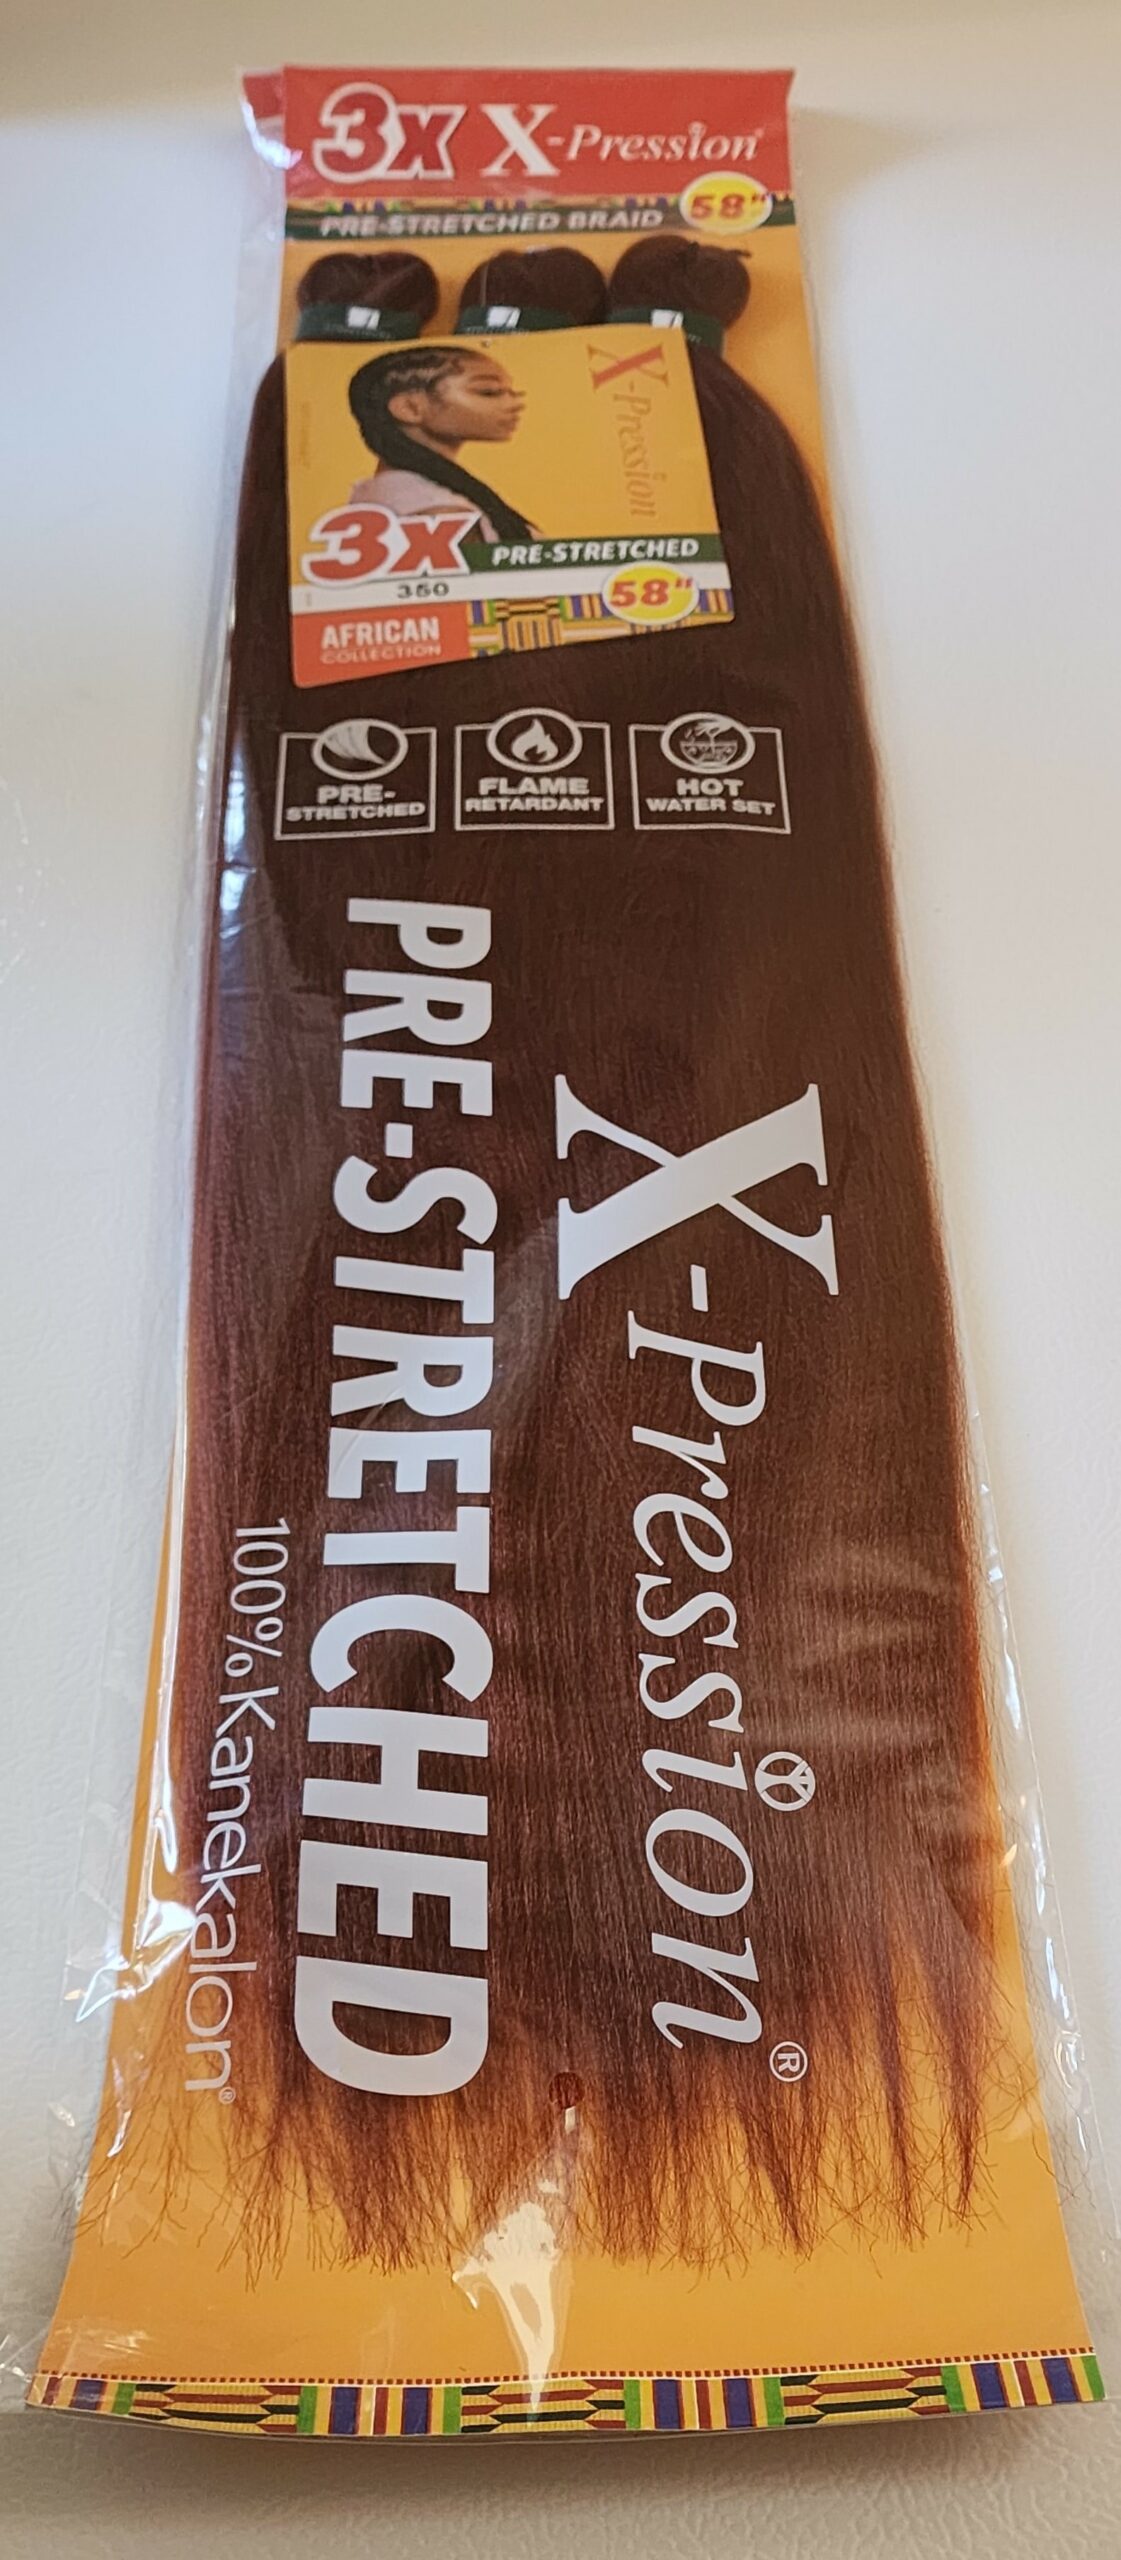 3X X-Pression
PRE-STRETCHED BRAID 58"
X-Pression
3X PRE-STRETCHED
350
58"
AFRICAN
COLLECTION
PRE-
STRETCHED
FLAME
RETARDANT
HOT
WATER SET
X-Pression®
PRE-STRETCHED
100% Kanekalon®